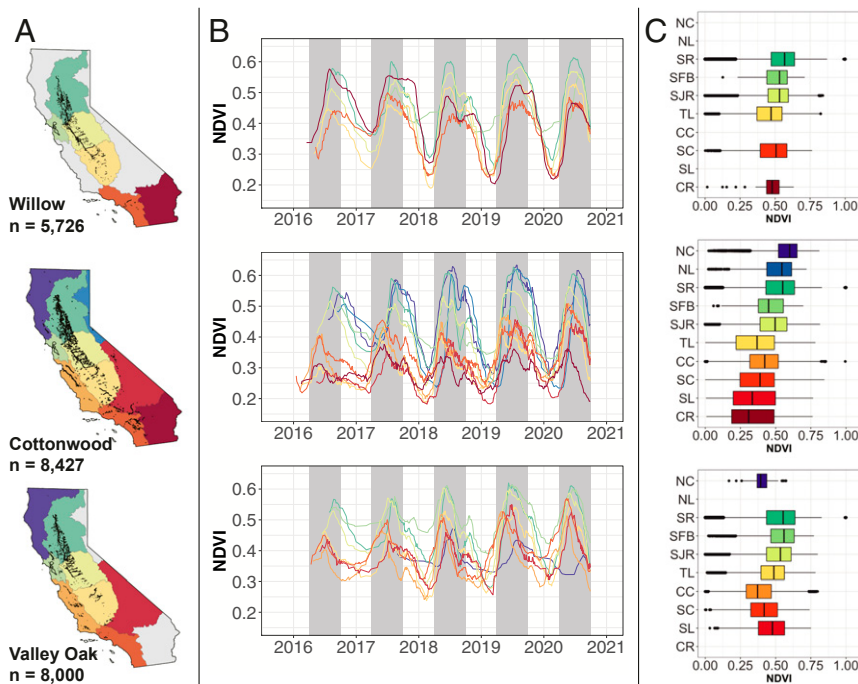 A
B
C
Willow
n = 5,726
Cottonwood
n = 8,427
Valley Oak
n = 8,000
NDVI
0.6
0.5
0.4
0.3
0.2
2016 2017 2018 2019 2020 2021
NDVI
0.6
0.5
0.4
0.3
0.2
2016 2017 2018 2019 2020 2021
NDVI
0.6
0.5
0.4
0.3
0.2
2016 2017 2018 2019 2020 2021
NC
NL
SR
SFB
SJR
TL
CC
SC
SL
CR
0.00 0.25 0.50 0.75 1.00
NDVI
NC
NL
SR
SFB
SJR
TL
CC
SC
SL
CR
0.00 0.25 0.50 0.75 1.00
NDVI
NC
NL
SR
SFB
SJR
TL
CC
SC
SL
CR
0.00 0.25 0.50 0.75 1.00
NDVI